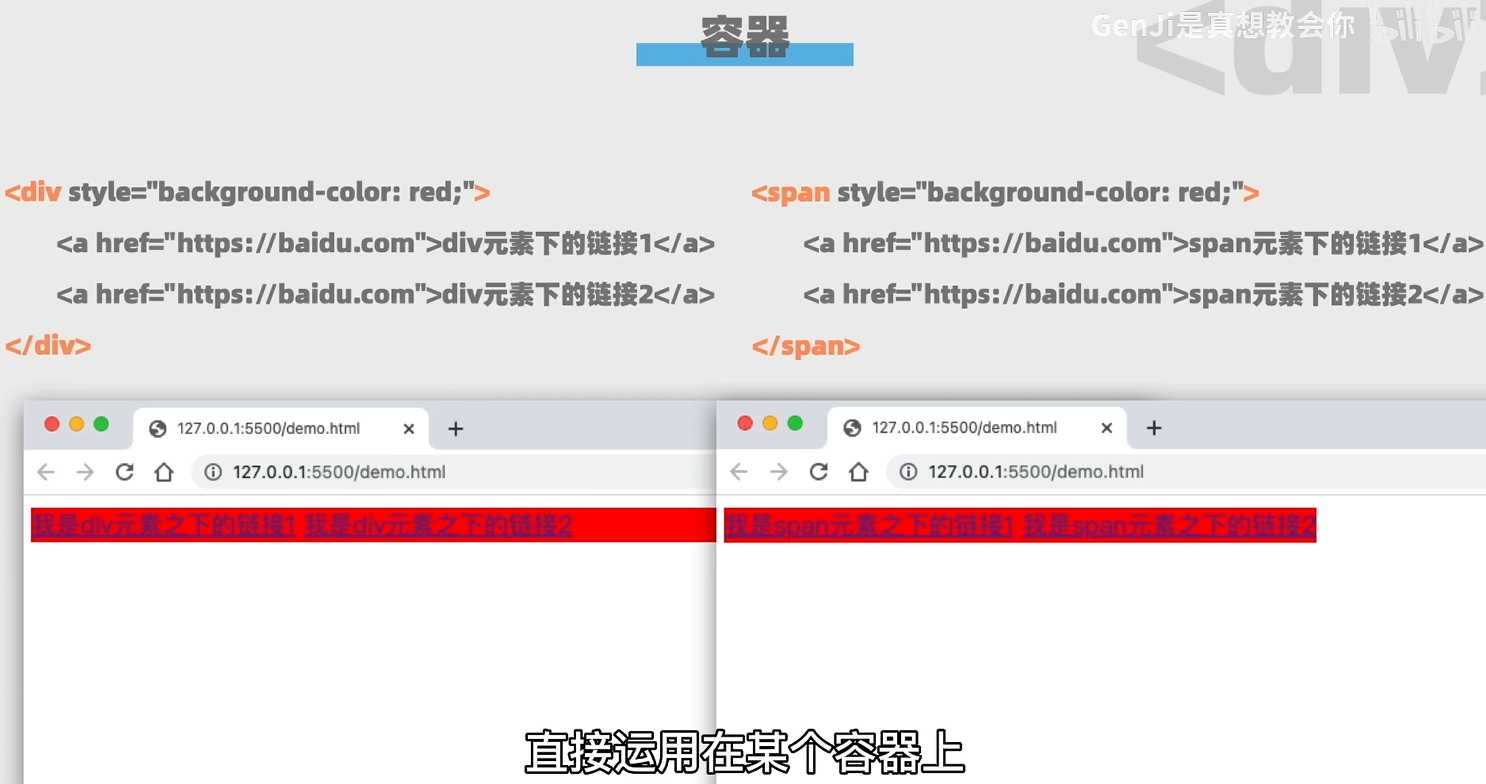 容器
GenJi是真想教会你 bilibili
<div>
<div style="background-color: red;">
<a href="https://baidu.com">div元素下的链接1</a>
<a href="https://baidu.com">div元素下的链接2</a>
</div>
<span style="background-color: red;">
<a href="https://baidu.com">span元素下的链接1</a>
<a href="https://baidu.com">span元素下的链接2</a>
</span>
127.0.0.1:5500/demo.html
127.0.0.1:5500/demo.html
我是div元素之下的链接1 我是div元素之下的链接2
127.0.0.1:5500/demo.html
127.0.0.1:5500/demo.html
我是span元素之下的链接1 我是span元素之下的链接2
直接运用在某个容器上